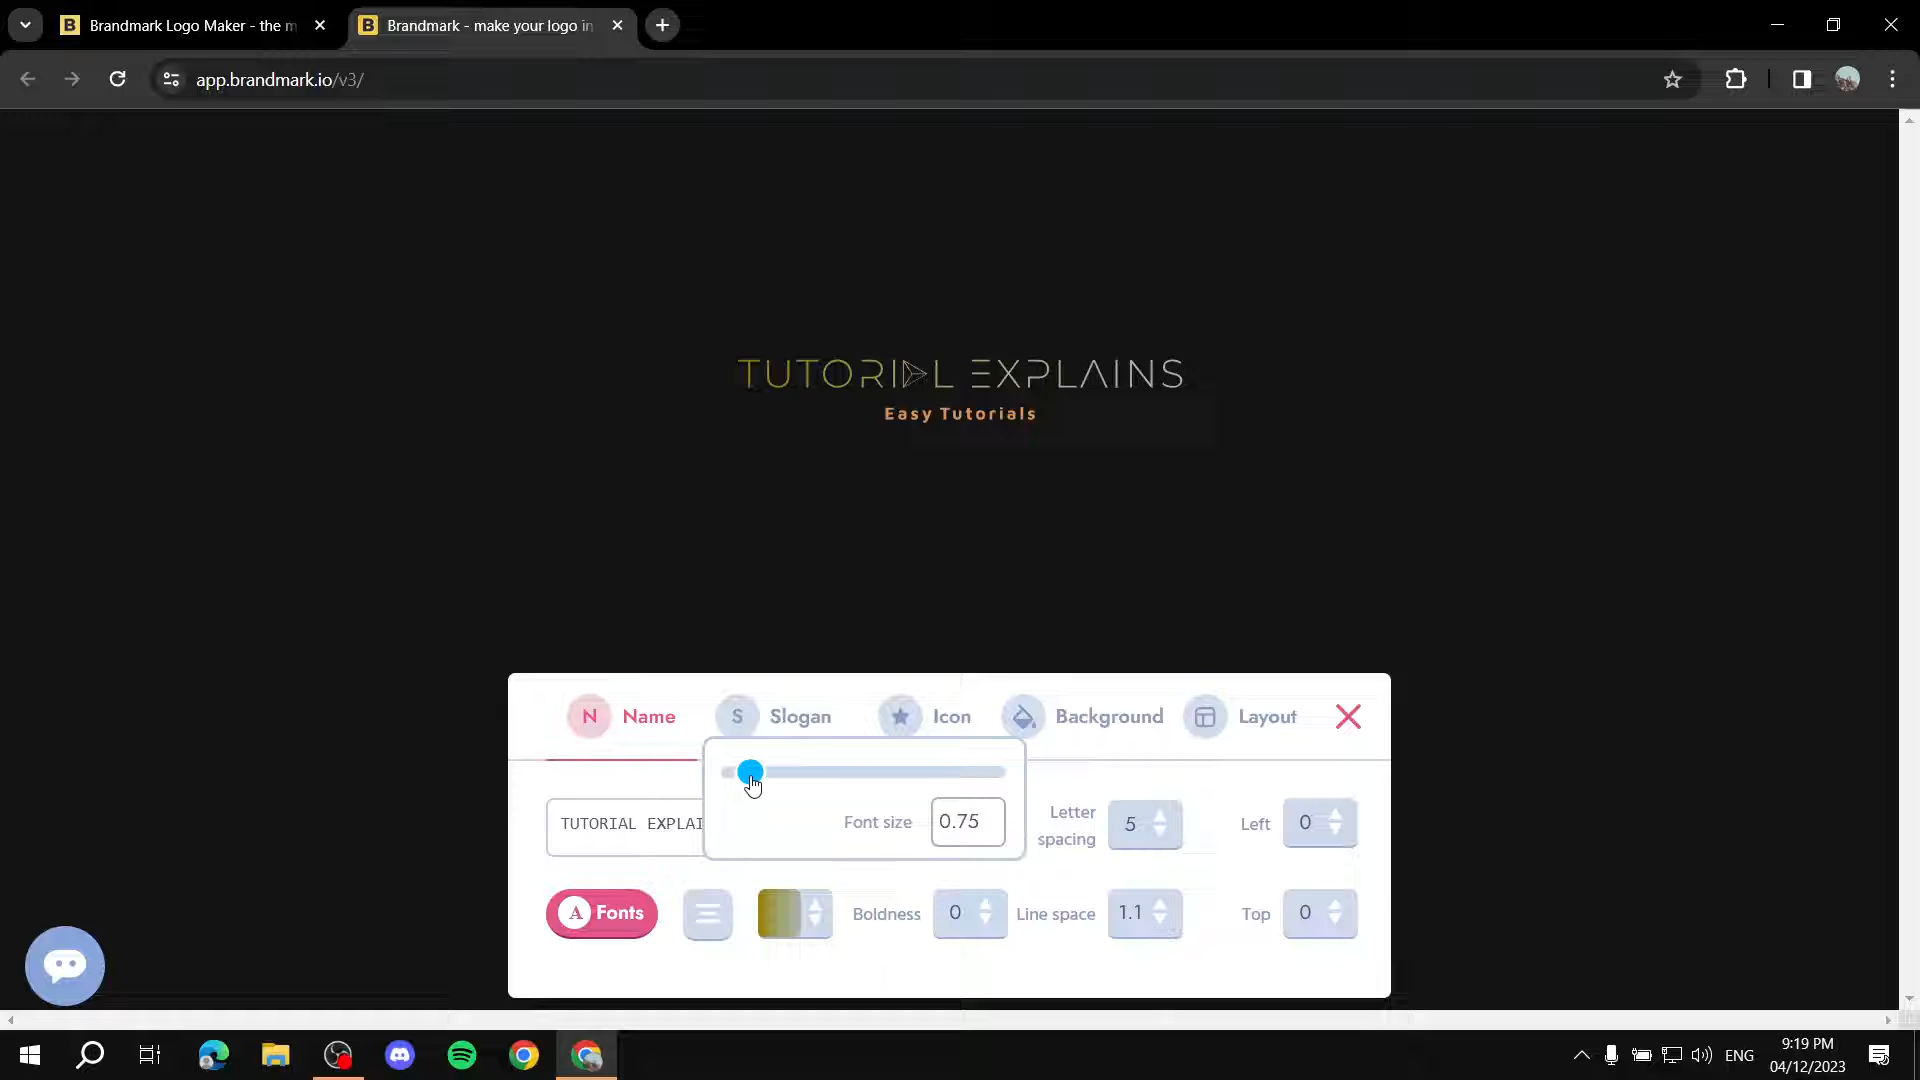 Brandmark Logo Maker - the m
Brandmark - make your logo in
app.brandmark.io/v3/
TUTORIAL EXPLAINS
Easy Tutorials
N Name
S Slogan
Icon
Background
Layout
TUTORIAL EXPLAI
Font size 0.75
Letter spacing 5
Left 0
A Fonts
Boldness 0
Line space 1.1
Top 0
ENG
9:19 PM
04/12/2023